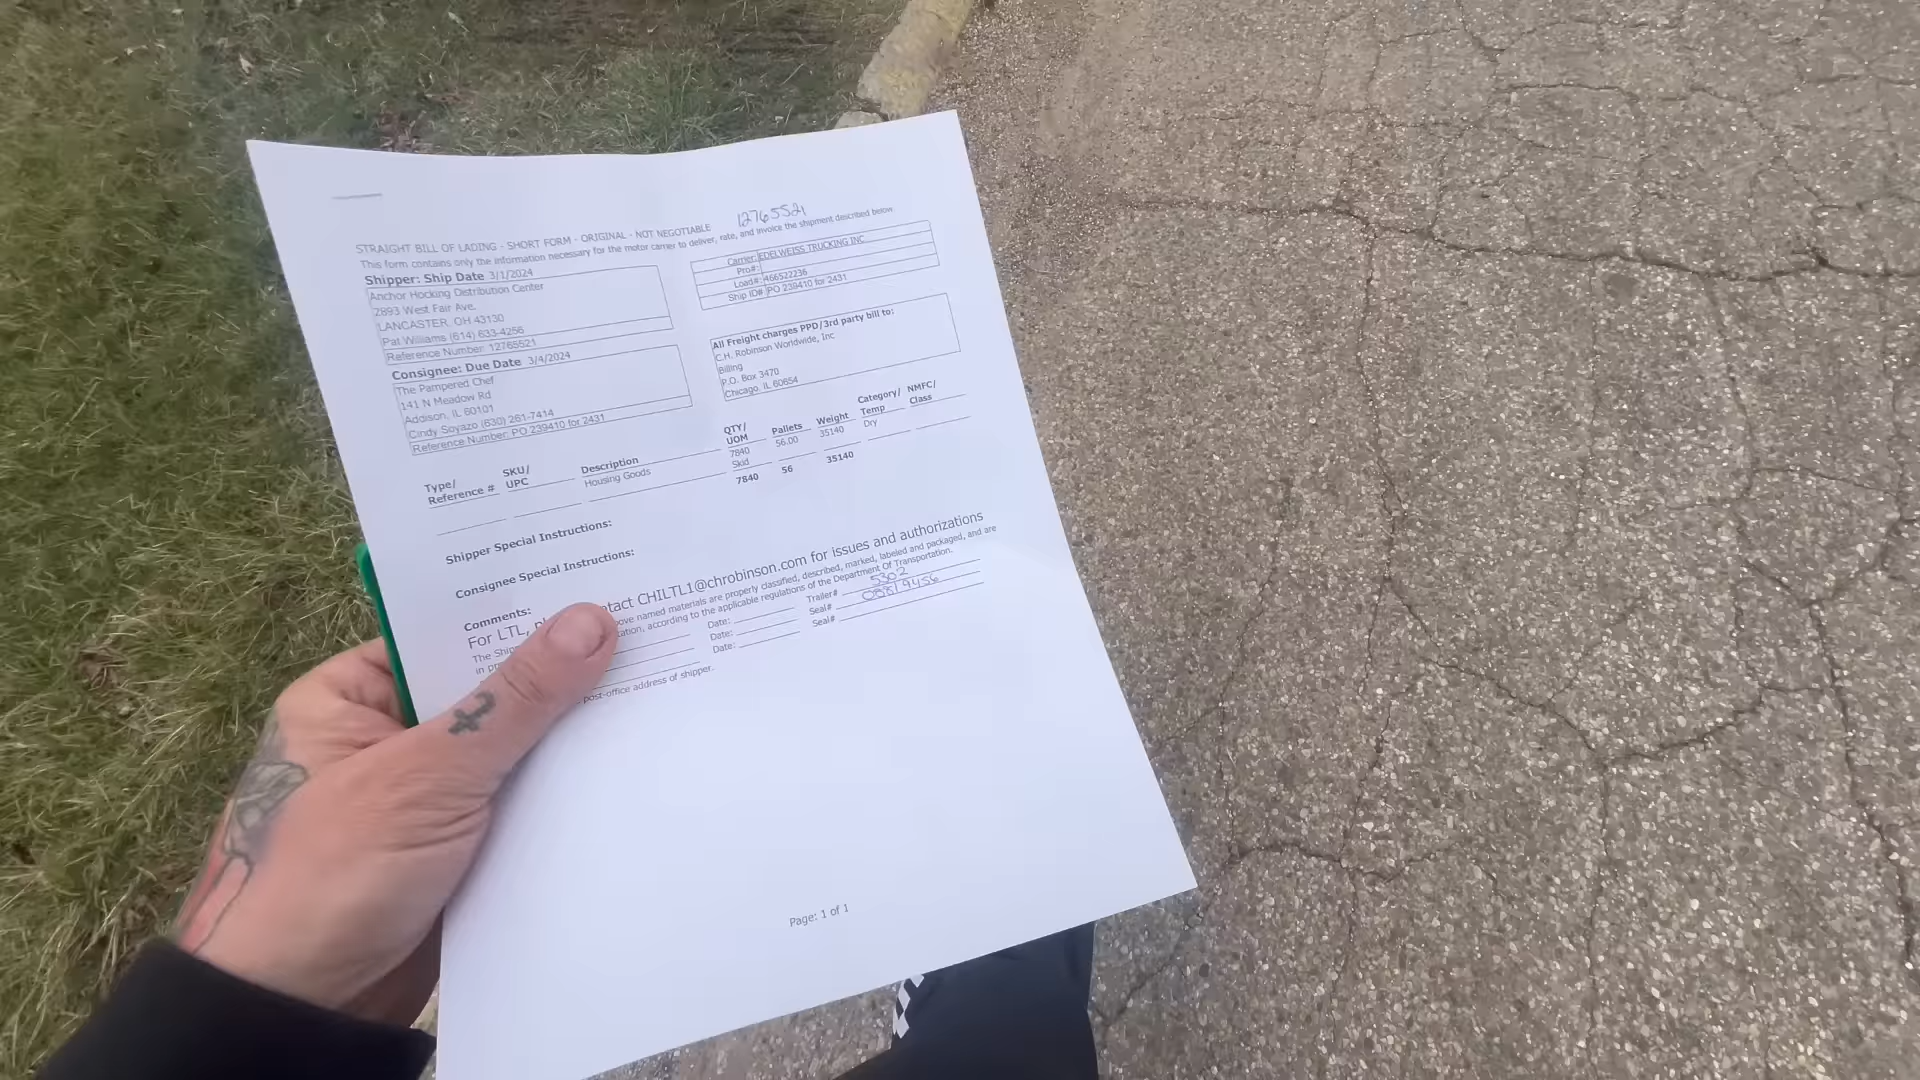 12765521
STRAIGHT BILL OF LADING - SHORT FORM - ORIGINAL - NOT NEGOTIABLE
This form contains only the information necessary for the motor carrier to deliver, rate, and invoice the shipment described below
Shipper: Ship Date 3/1/2024
Anchor Hocking Distribution Center
2893 West Fair Ave.
LANCASTER, OH 43130
Pat Williams (614) 633-4256
Reference Number: 12765521
Carrier: EDELWEISS TRUCKING INC
Pro#:
Load#: 466522236
Ship ID# PO 239410 for 2431
Consignee: Due Date 3/4/2024
The Pampered Chef
141 N Meadow Rd
Addison, IL 60101
Cindy Soyazo (630) 261-7414
Reference Number: PO 239410 for 2431
All Freight charges PPD/3rd party bill to:
C.H. Robinson Worldwide, Inc
Billing
P.O. Box 3470
Chicago, IL 60654
Type/ Reference # SKU/ UPC Description QTY/ UOM Pallets Weight Category/ Temp NMFC/ Class
Housing Goods 7840 Skid 56.00 35140 Dry
7840 56 35140
Shipper Special Instructions:
Consignee Special Instructions:
Comments:
For LTL, contact CHILTL1@chrobinson.com for issues and authorizations
The named materials are properly classified, described, marked, labeled and packaged, and are
in according to the applicable regulations of the Department of Transportation.
Date: Trailer# 5302
Date: Seal#
Date: Seal#
post-office address of shipper.
Page: 1 of 1